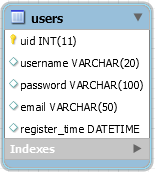 users
uid INT(11)
username VARCHAR(20)
password VARCHAR(100)
email VARCHAR(50)
register_time DATETIME
Indexes